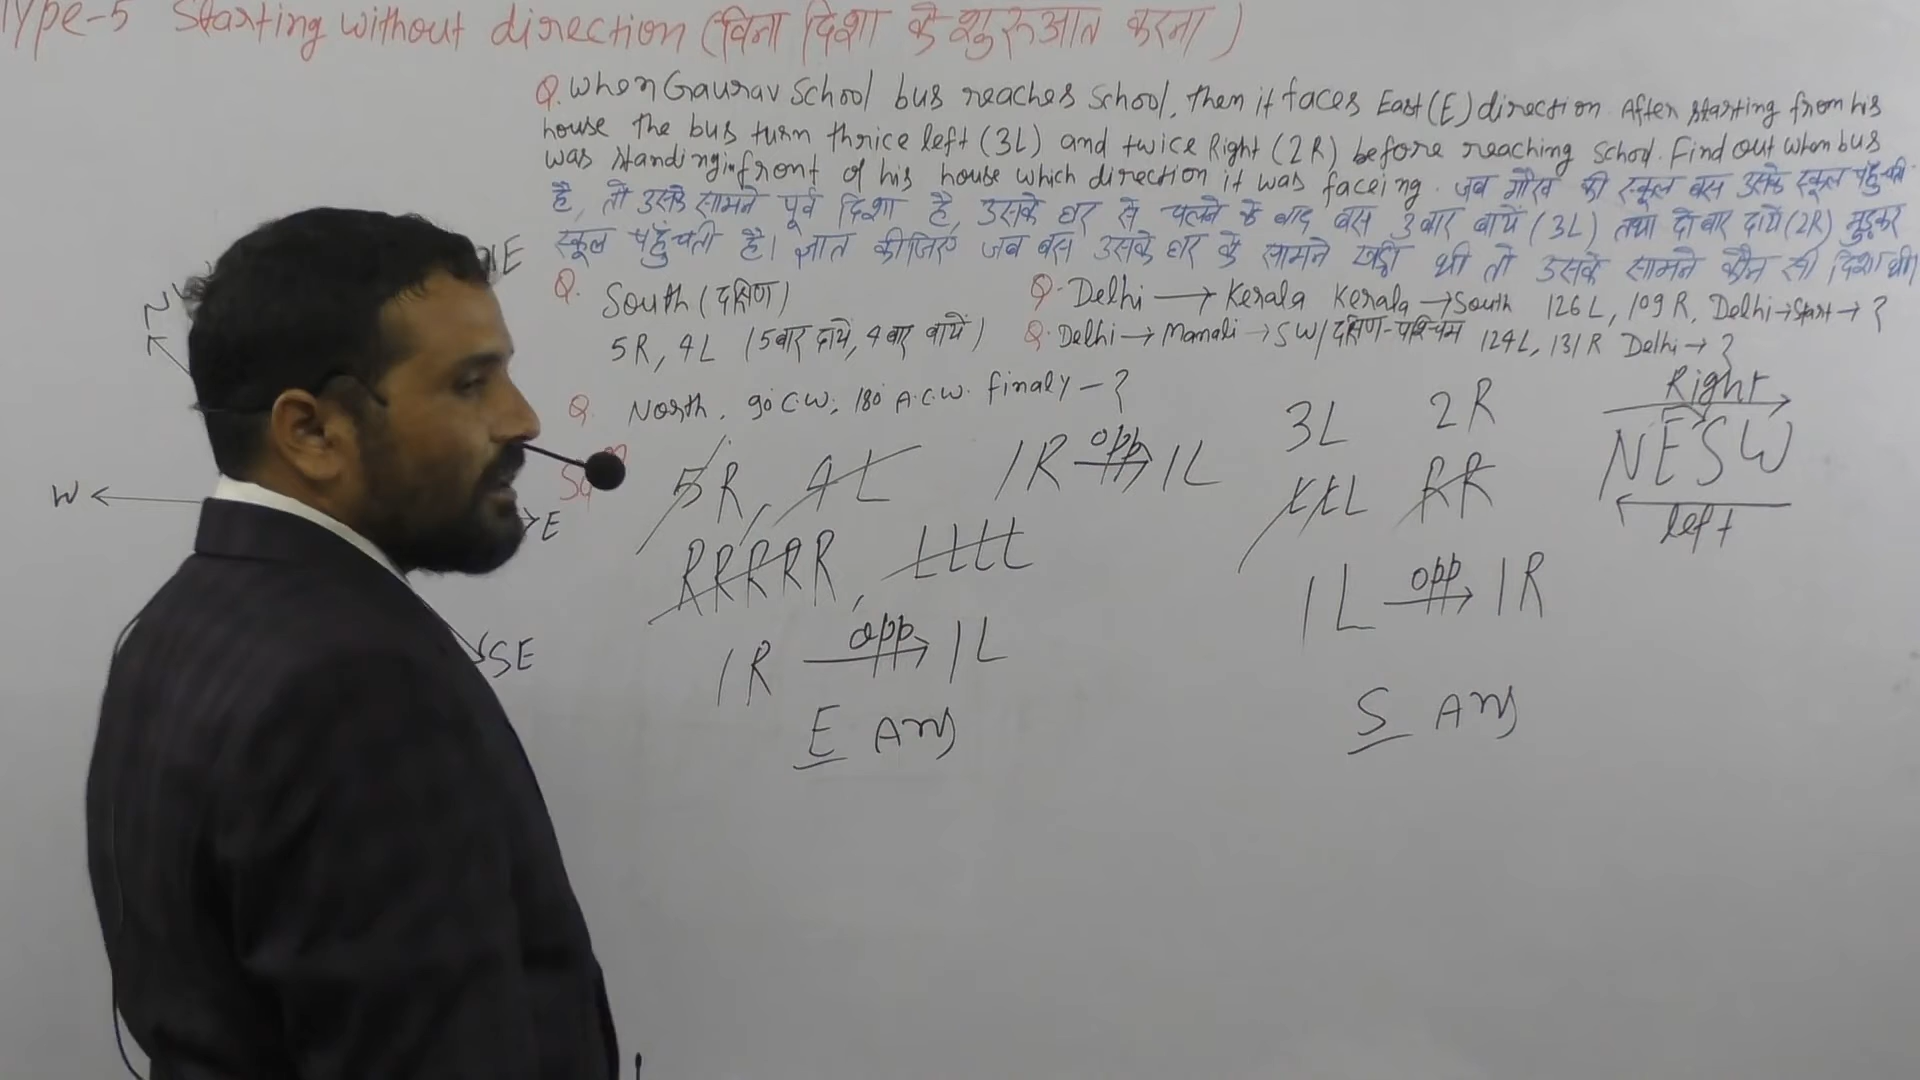 Type-5 Starting without direction (बिना दिशा के शुरूआत करना)
Q. When Gaurav School bus reaches School, then it faces East (E) direction. After starting from his
house the bus turn thrice left (3L) and twice Right (2R) before reaching School. Find out when bus
was standing in front of his house which direction it was faceing. जब गौरव की स्कूल बस उसके स्कूल पहुँचती
है, तो उसके सामने पूर्व दिशा है, उसके घर से चलने के बाद बस 3 बार बायें (3L) तथा दो बार दायें (2R) मुड़कर
स्कूल पहुंचती है। ज्ञात कीजिए जब बस उसके घर के सामने खड़ी थी तो उसके सामने कौन सी दिशा थी।
Q. South (दक्षिण)
5R, 4L (5 बार दायें, 4 बार बायें)
Q. Delhi → Kerala Kerala → South 126L, 109R, Delhi → Start → ?
Q. Delhi → Manali → SW/दक्षिण-पश्चिम 124L, 131R Delhi → ?
Q. North, 90° C.W, 180° A.C.W. Finaly - ?
NE
N
W
E
SE
5R, 4L
RRRRR, LLLL
1R opp → 1L
E Ans
1R opp → 1L
3L 2R
LLL RR
1L opp → 1R
S Ans
Right
NESW
left